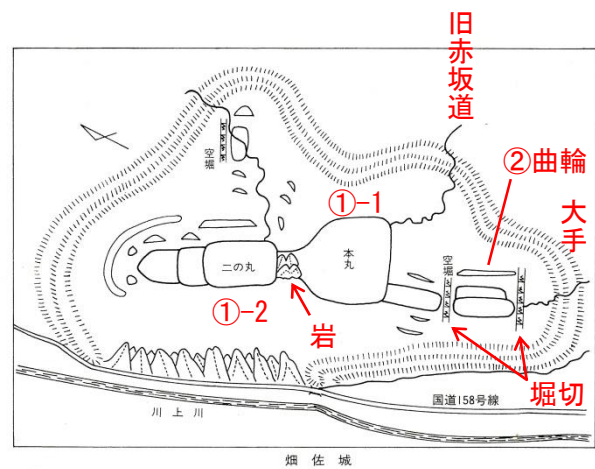 旧赤坂道
②曲輪
大手
空堀
①-1
本丸
二の丸
空堀
①-2
岩
堀切
国道158号線
川上川
畑佐城